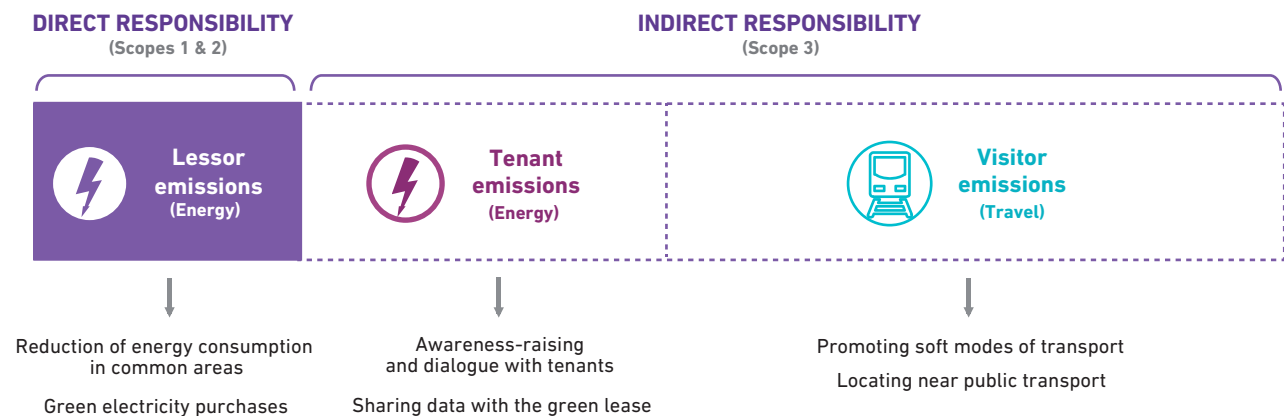 DIRECT RESPONSIBILITY
(Scopes 1 & 2)
INDIRECT RESPONSIBILITY
(Scope 3)
Lessor
emissions
(Energy)
Tenant
emissions
(Energy)
Visitor
emissions
(Travel)
Reduction of energy consumption
in common areas
Green electricity purchases
Awareness-raising
and dialogue with tenants
Sharing data with the green lease
Promoting soft modes of transport
Locating near public transport